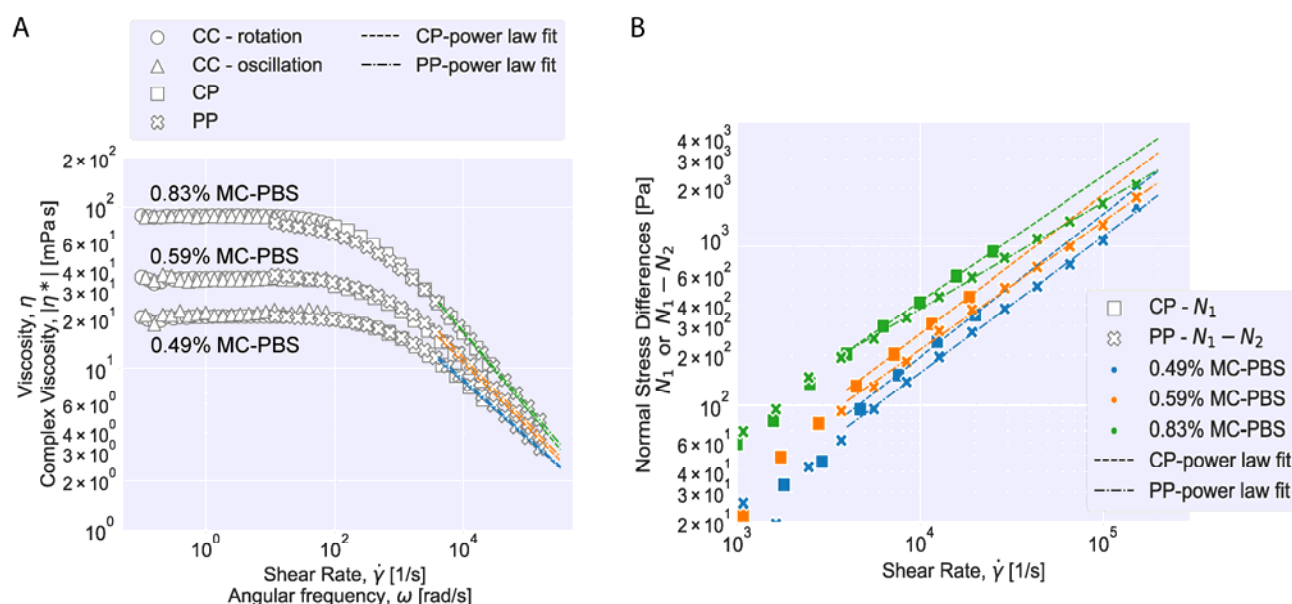 A
CC - rotation
CC - oscillation
CP
PP
CP-power law fit
PP-power law fit
2 × 10²
10²
6 × 10¹
4 × 10¹
3 × 10¹
2 × 10¹
10¹
6 × 10⁰
4 × 10⁰
3 × 10⁰
2 × 10⁰
10⁰
Viscosity, η
Complex Viscosity, |η*| [mPa s]
0.83% MC-PBS
0.59% MC-PBS
0.49% MC-PBS
10⁰
10²
10⁴
Shear Rate, γ̇ [1/s]
Angular frequency, ω [rad/s]
B
4 × 10³
3 × 10³
2 × 10³
10³
6 × 10²
4 × 10²
3 × 10²
2 × 10²
10²
6 × 10¹
4 × 10¹
3 × 10¹
2 × 10¹
Normal Stress Differences [Pa]
N₁ or N₁ − N₂
CP - N₁
PP - N₁ − N₂
0.49% MC-PBS
0.59% MC-PBS
0.83% MC-PBS
CP-power law fit
PP-power law fit
10³
10⁴
10⁵
Shear Rate, γ̇ [1/s]